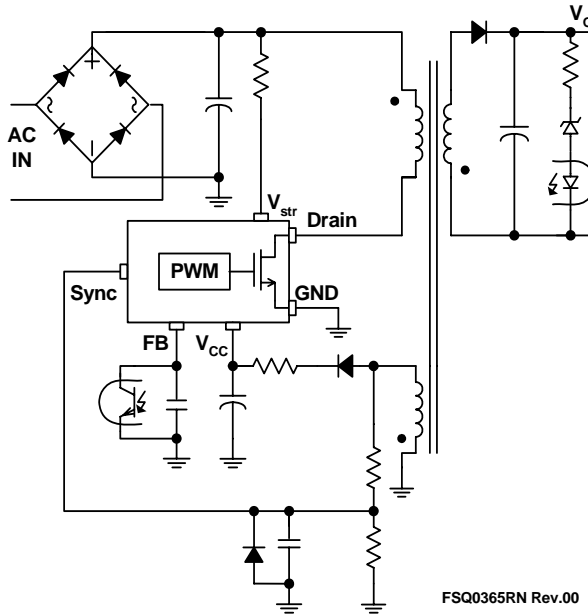 V
AC
IN
Vstr
Drain
PWM
Sync
GND
FB
VCC
FSQ0365RN Rev.00